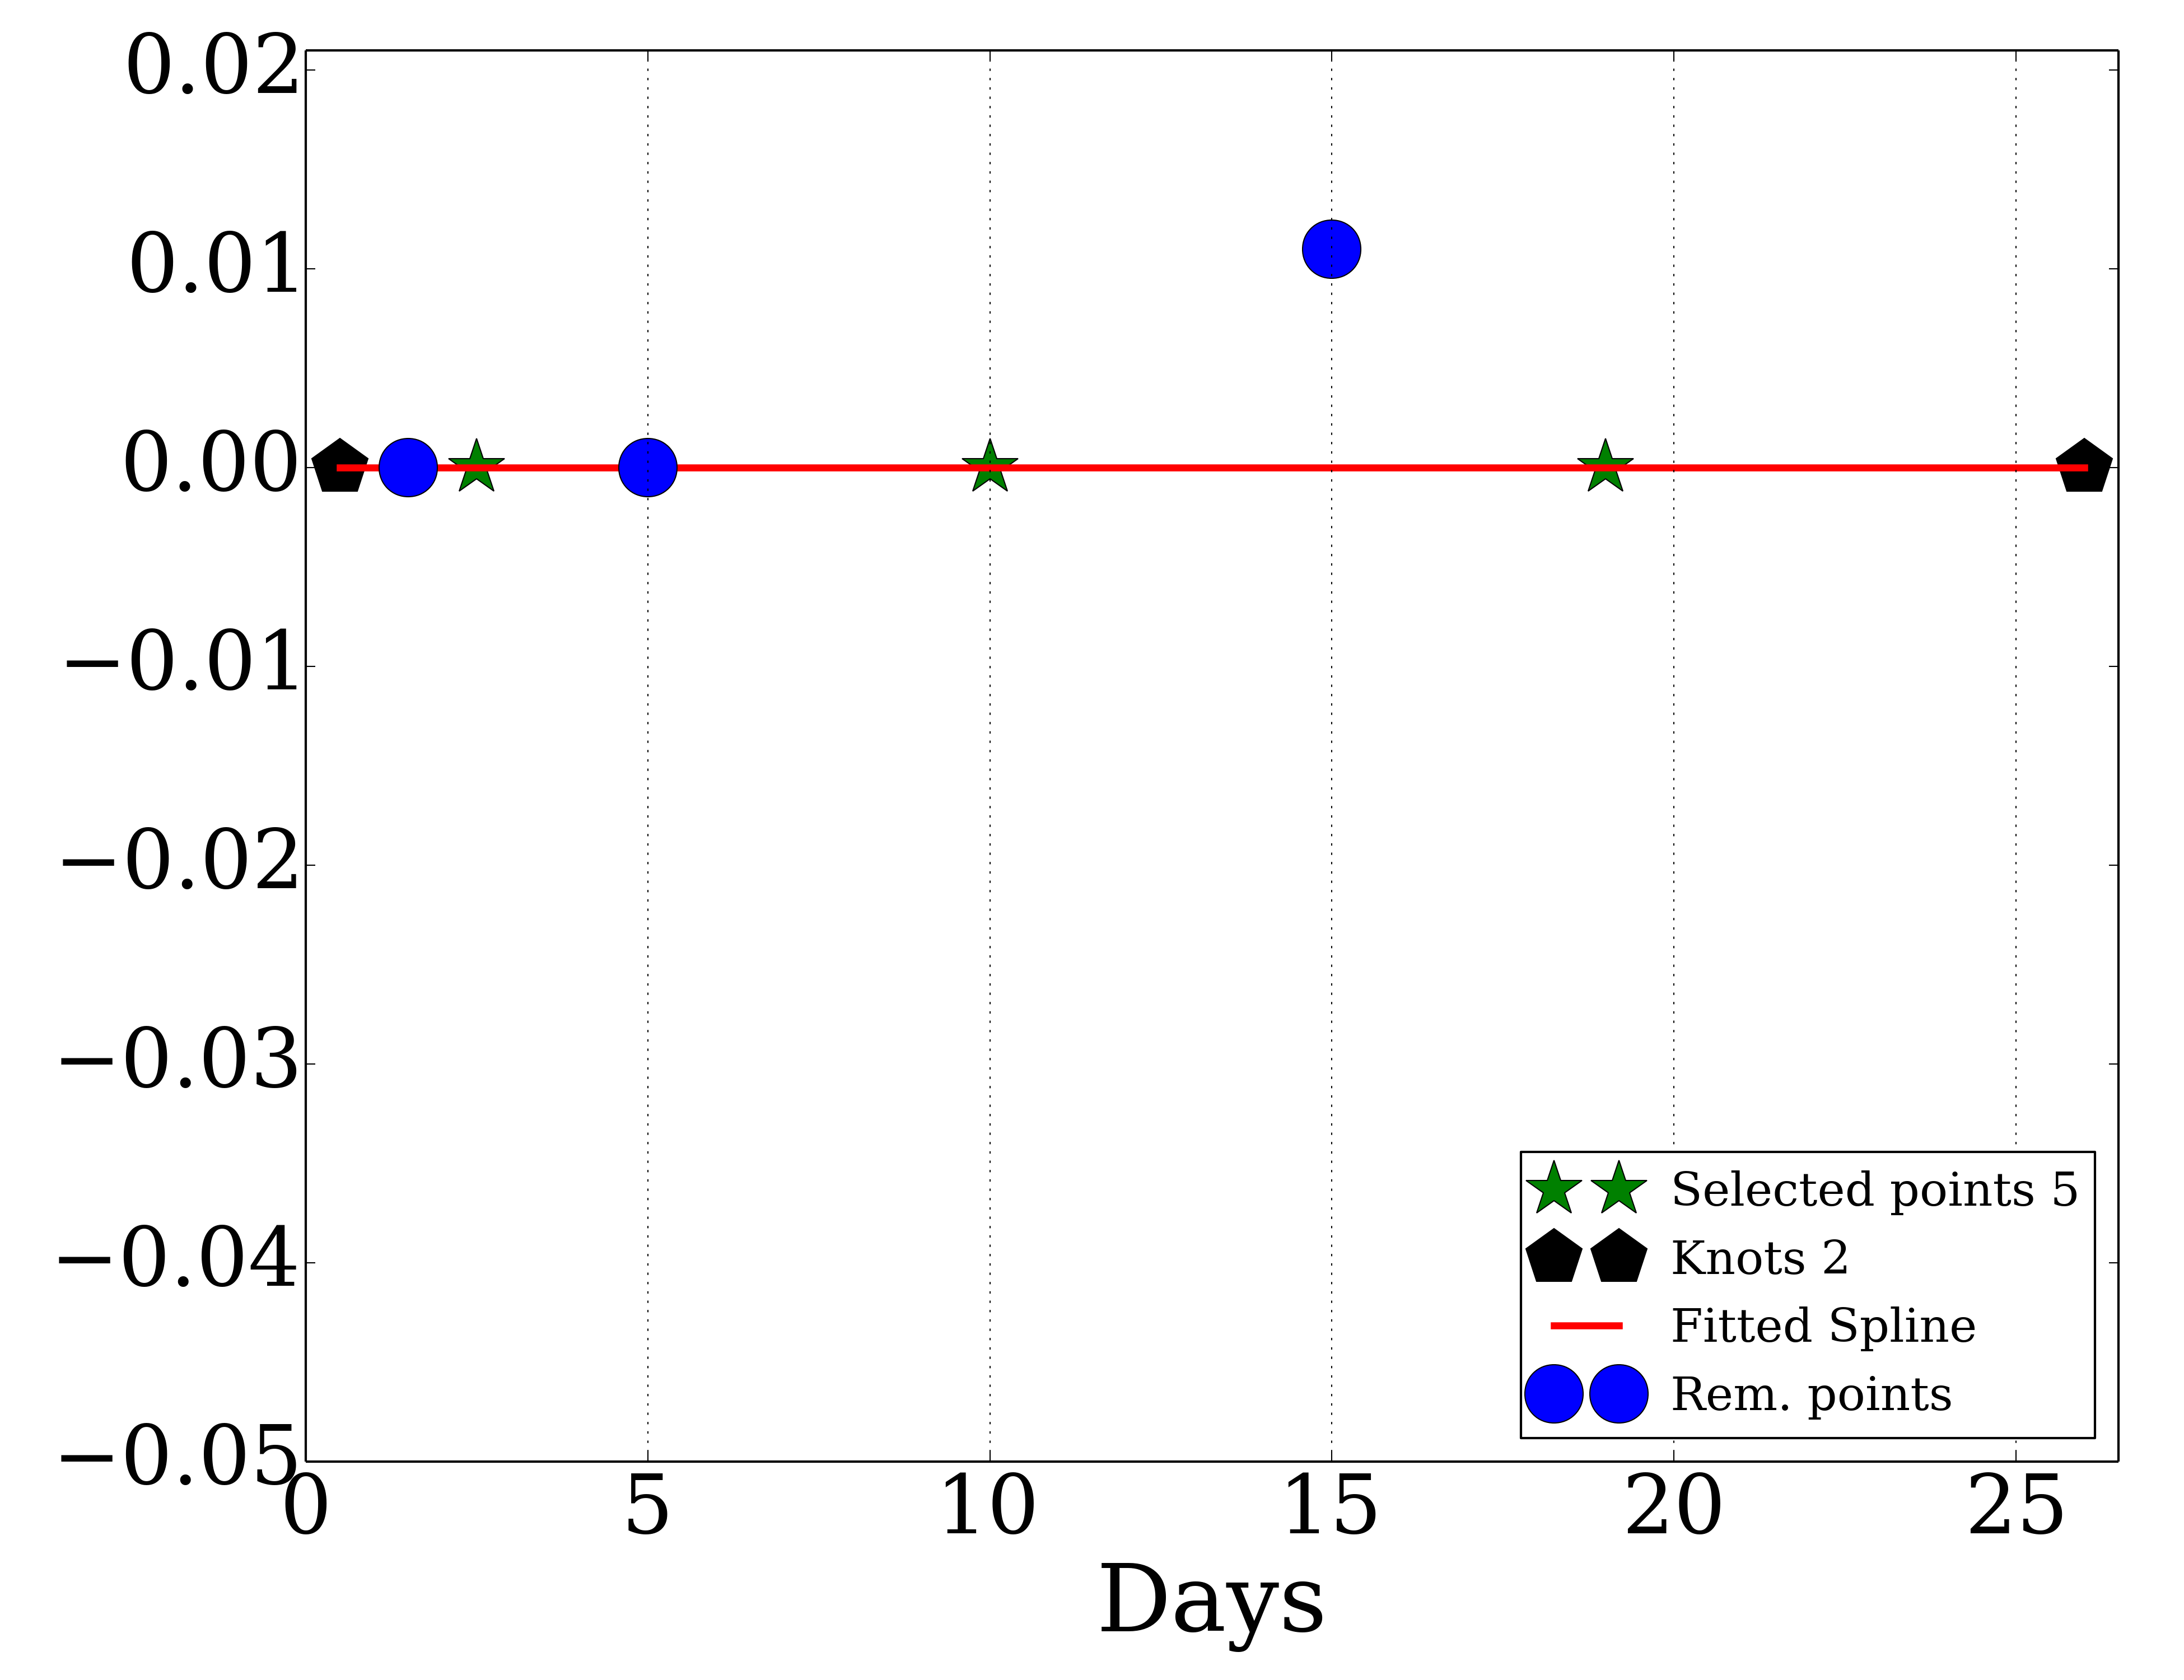 0.02
0.01
0.00
−0.01
−0.02
−0.03
−0.04
−0.05
0 5 10 15 20 25
Days
Selected points 5
Knots 2
Fitted Spline
Rem. points